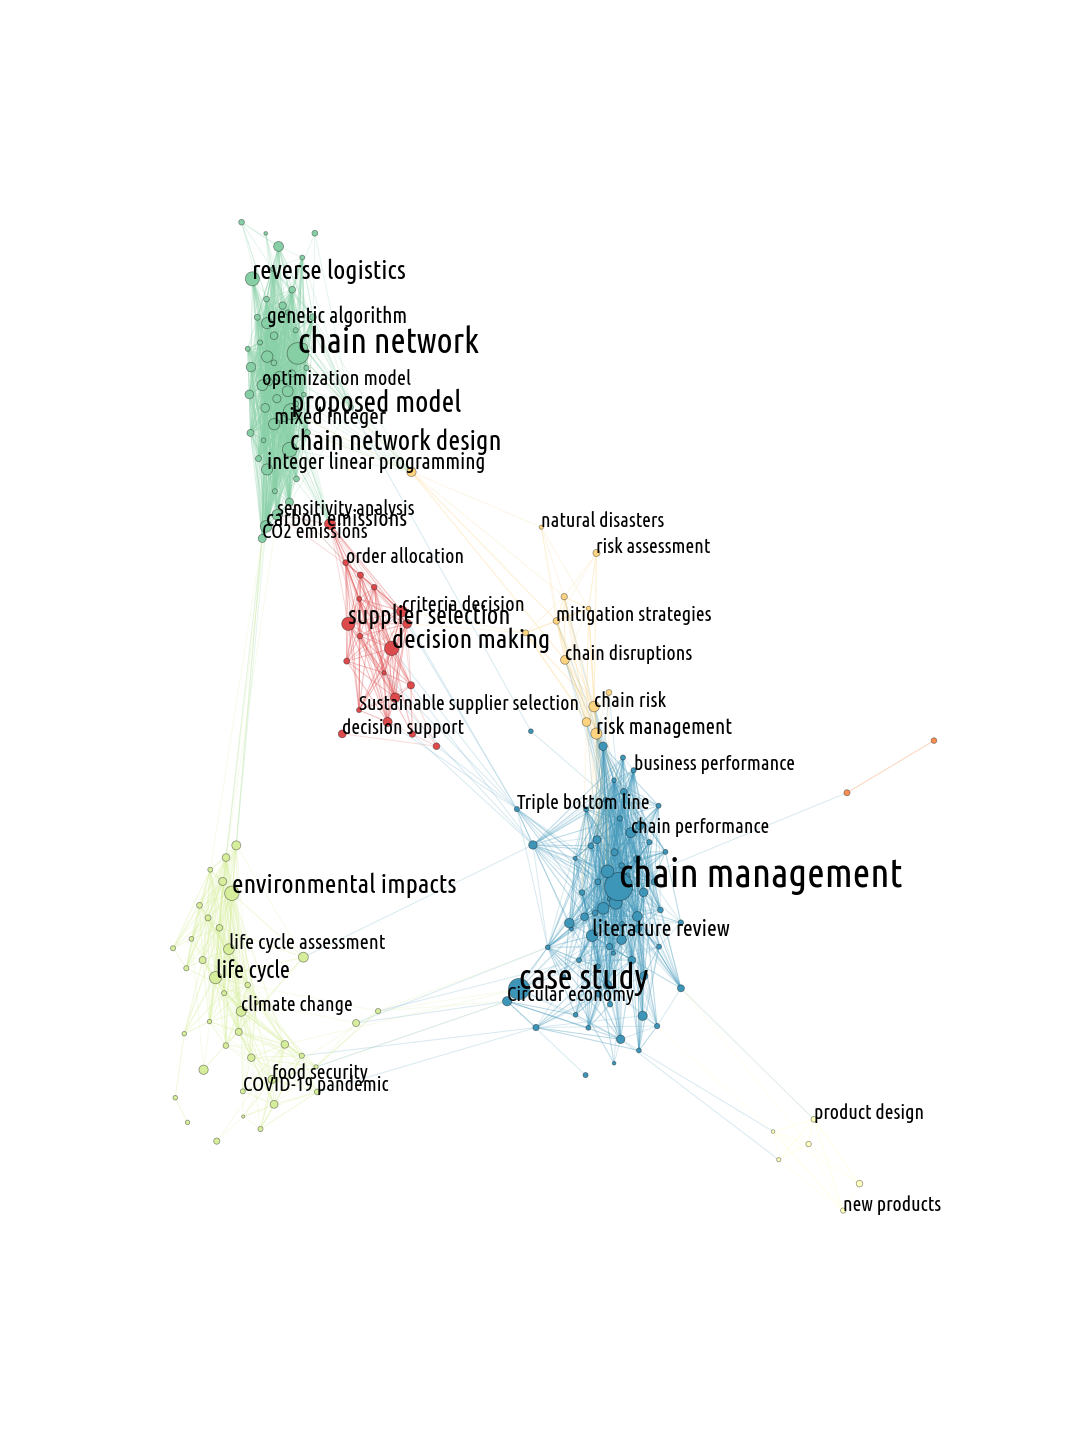 reverse logistics
genetic algorithm
chain network
optimization model
proposed model
mixed integer
chain network design
integer linear programming
sensitivity analysis
carbon emissions
CO2 emissions
natural disasters
risk assessment
order allocation
criteria decision
supplier selection
mitigation strategies
decision making
chain disruptions
Sustainable supplier selection
chain risk
decision support
risk management
business performance
Triple bottom line
chain performance
chain management
environmental impacts
literature review
life cycle assessment
life cycle
case study
Circular economy
climate change
food security
COVID-19 pandemic
product design
new products